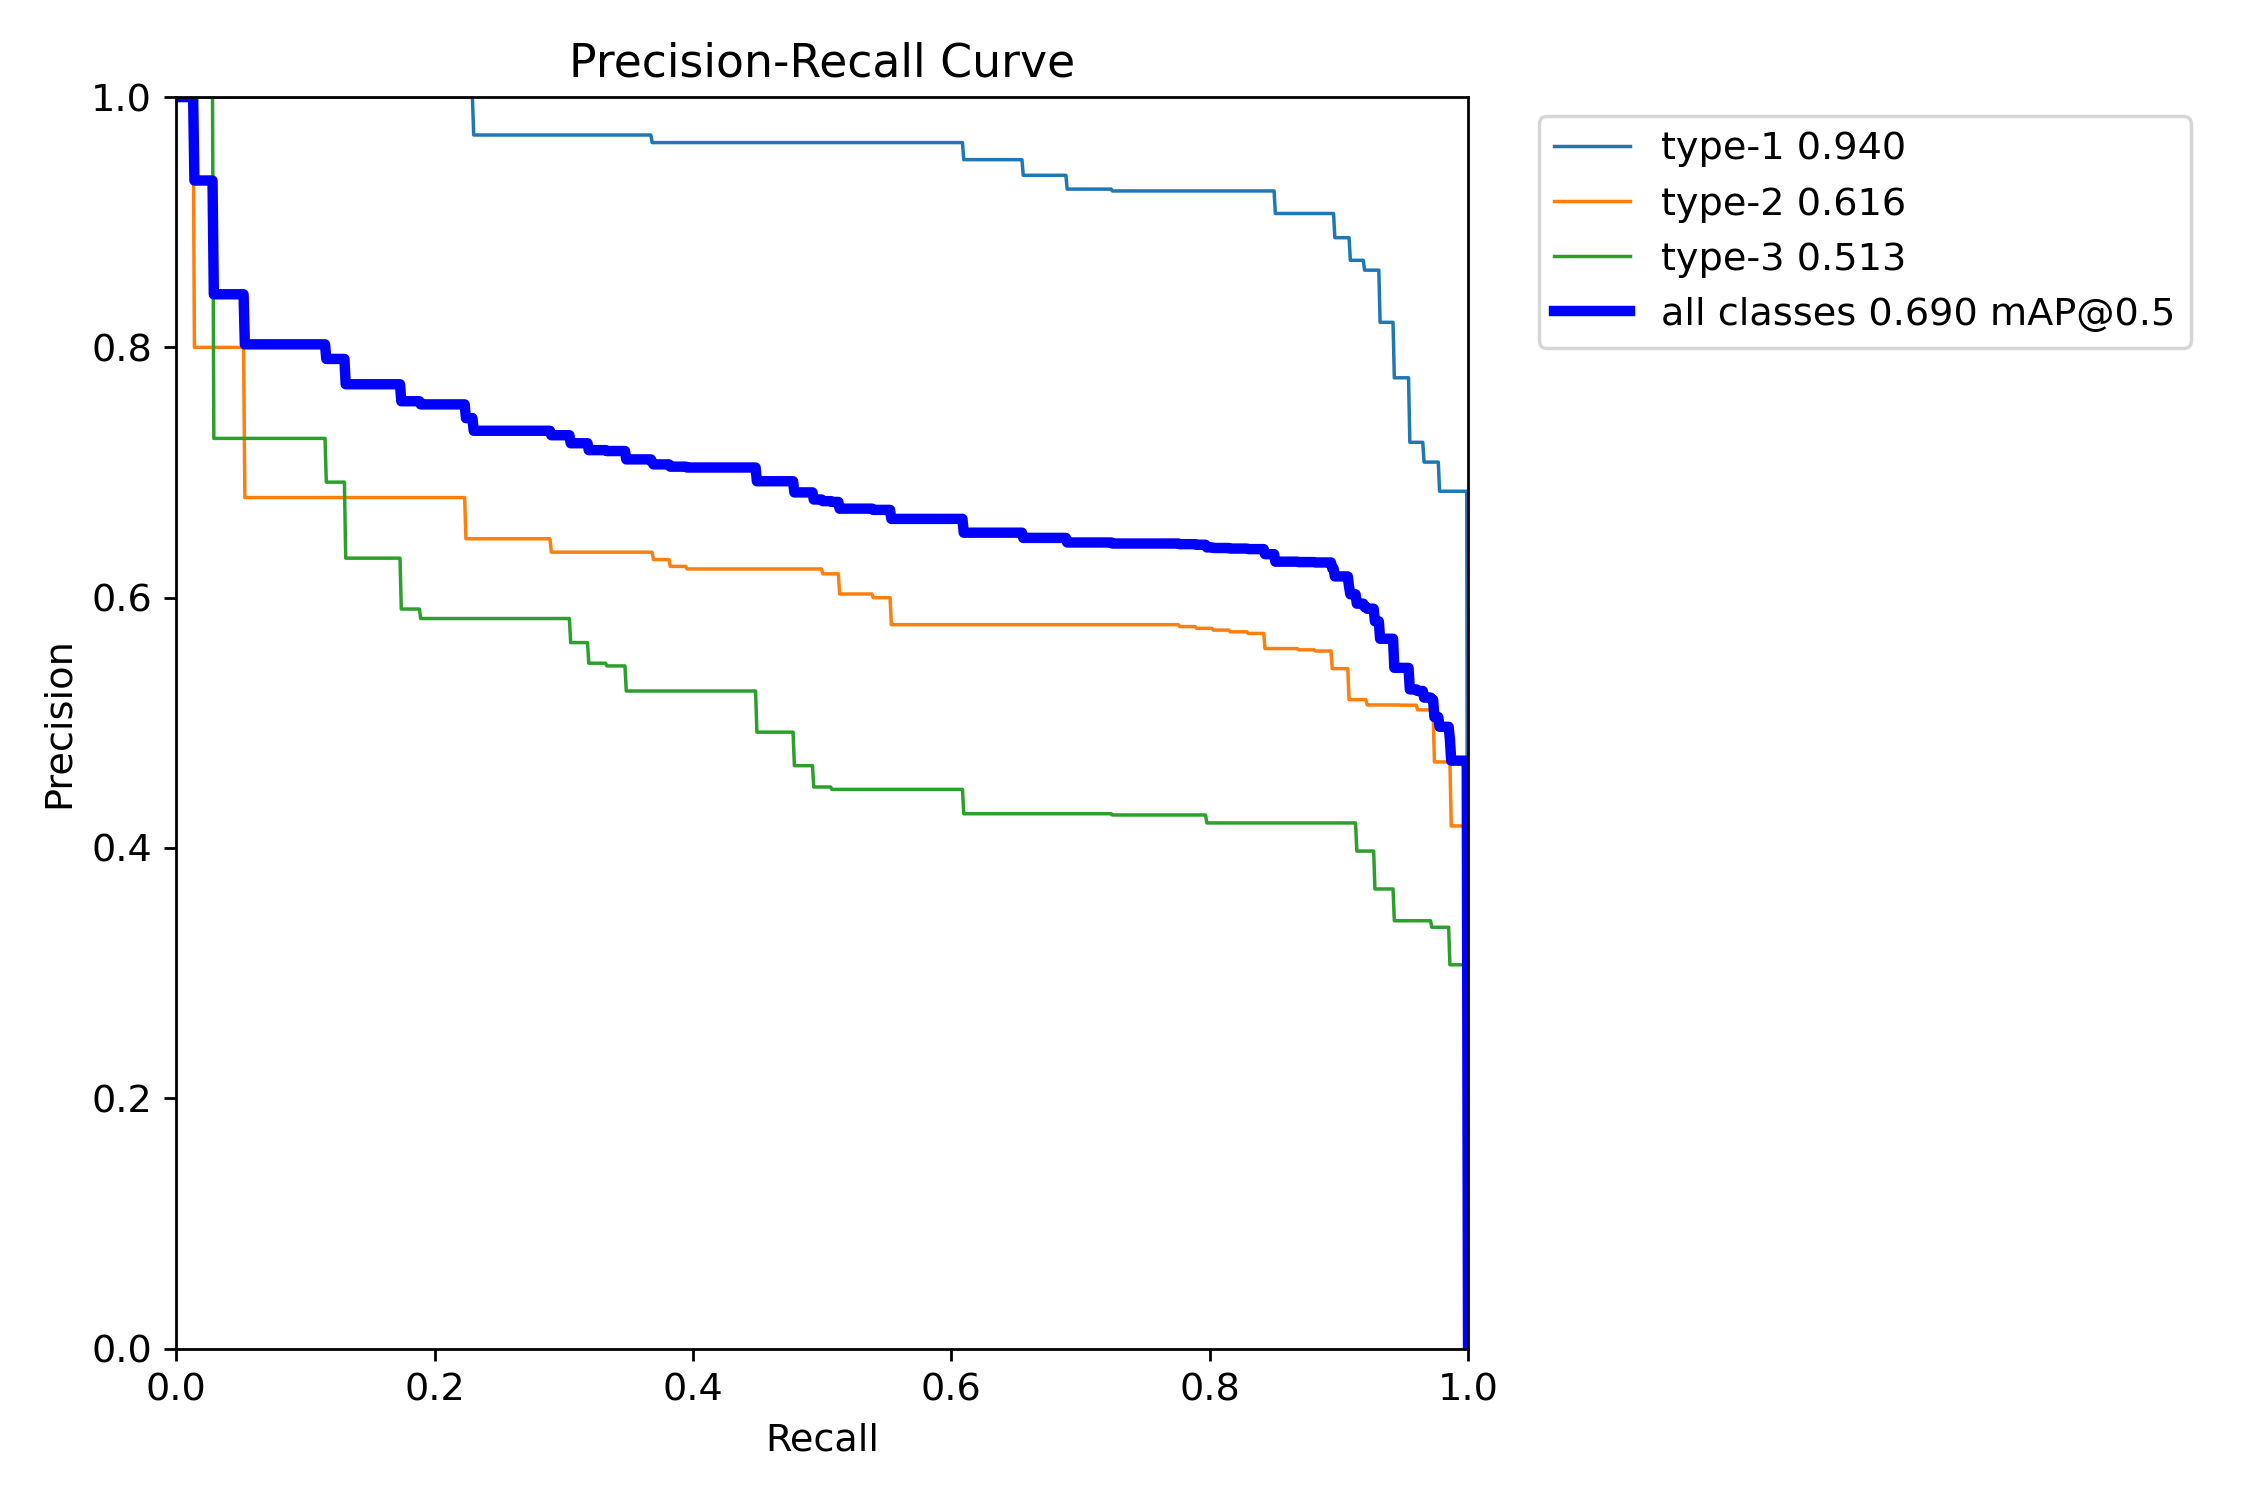 Precision-Recall Curve
1.0
0.8
0.6
0.4
0.2
0.0
Precision
0.0 0.2 0.4 0.6 0.8 1.0
Recall
type-1 0.940
type-2 0.616
type-3 0.513
all classes 0.690 mAP@0.5